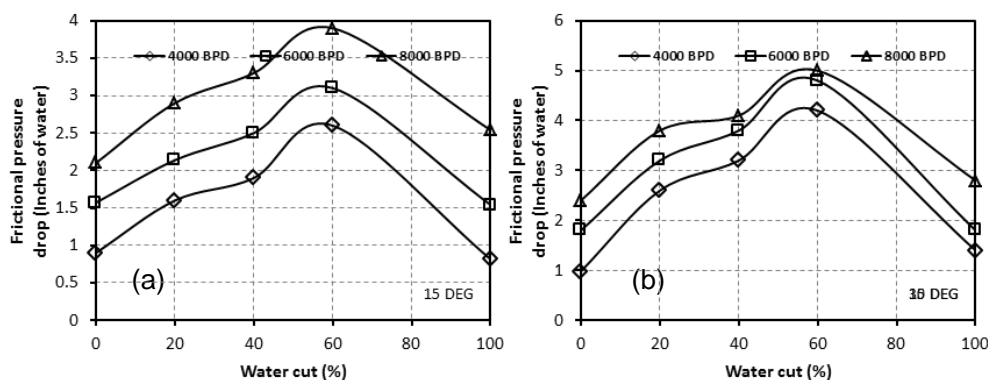 4
3.5
3
2.5
2
1.5
1
0.5
0
0 20 40 60 80 100
Frictional pressure
drop (Inches of water)
Water cut (%)
4000 BPD 6000 BPD 8000 BPD
(a)
15 DEG
6
5
4
3
2
1
0
0 20 40 60 80 100
Frictional pressure
drop (Inches of water)
Water cut (%)
4000 BPD 6000 BPD 8000 BPD
(b)
DEG